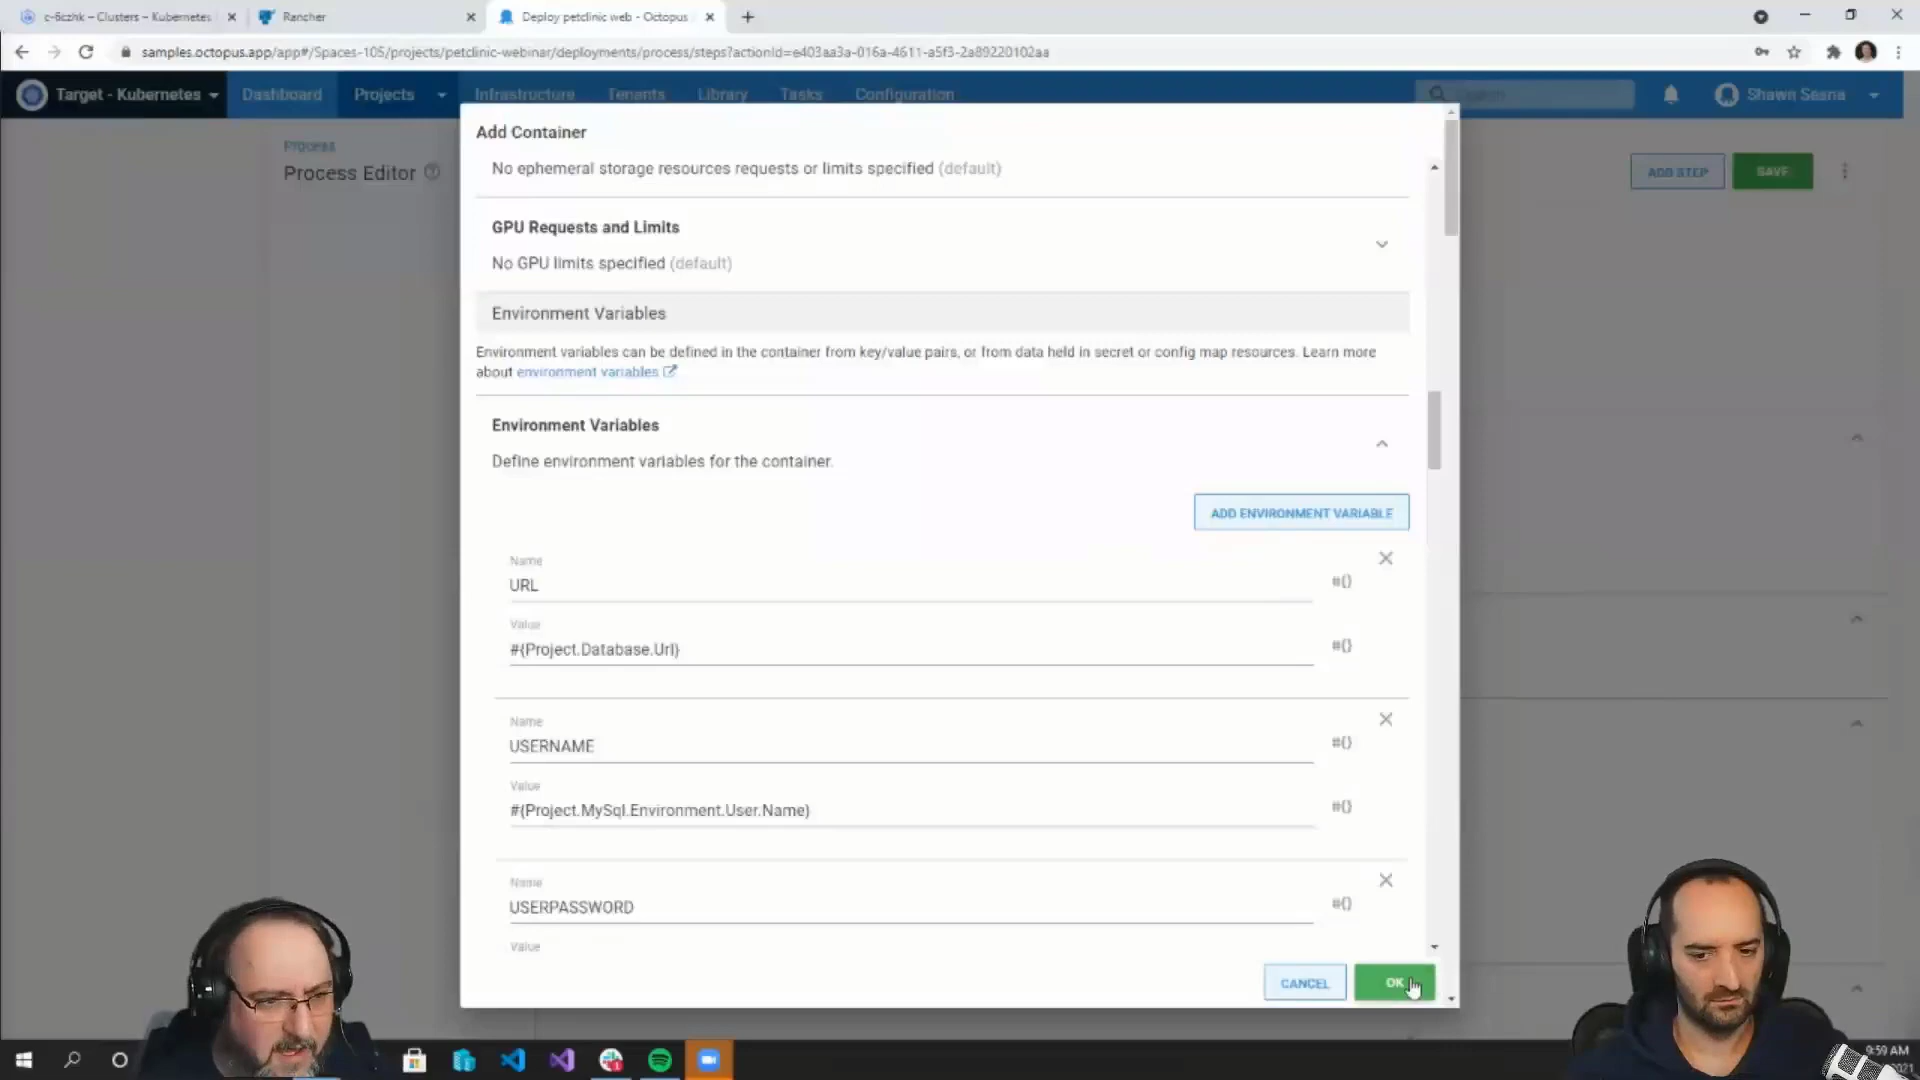 c-6czhk – Clusters – Kubernetes
Rancher
Deploy petclinic web - Octopus
samples.octopus.app/app#/Spaces-105/projects/petclinic-webinar/deployments/process/steps?actionId=e403aa3a-016a-4611-a5f3-2a89220102aa
Target - Kubernetes
Dashboard
Projects
Infrastructure
Tenants
Library
Tasks
Configuration
Search
Shawn Sesna
Process
Process Editor
ADD STEP
SAVE
Add Container
No ephemeral storage resources requests or limits specified (default)
GPU Requests and Limits
No GPU limits specified (default)
Environment Variables
Environment variables can be defined in the container from key/value pairs, or from data held in secret or config map resources. Learn more
about environment variables
Environment Variables
Define environment variables for the container.
ADD ENVIRONMENT VARIABLE
Name
URL
#{}
Value
#{Project.Database.Url}
#{}
Name
USERNAME
#{}
Value
#{Project.MySql.Environment.User.Name}
#{}
Name
USERPASSWORD
#{}
Value
CANCEL
OK
9:59 AM